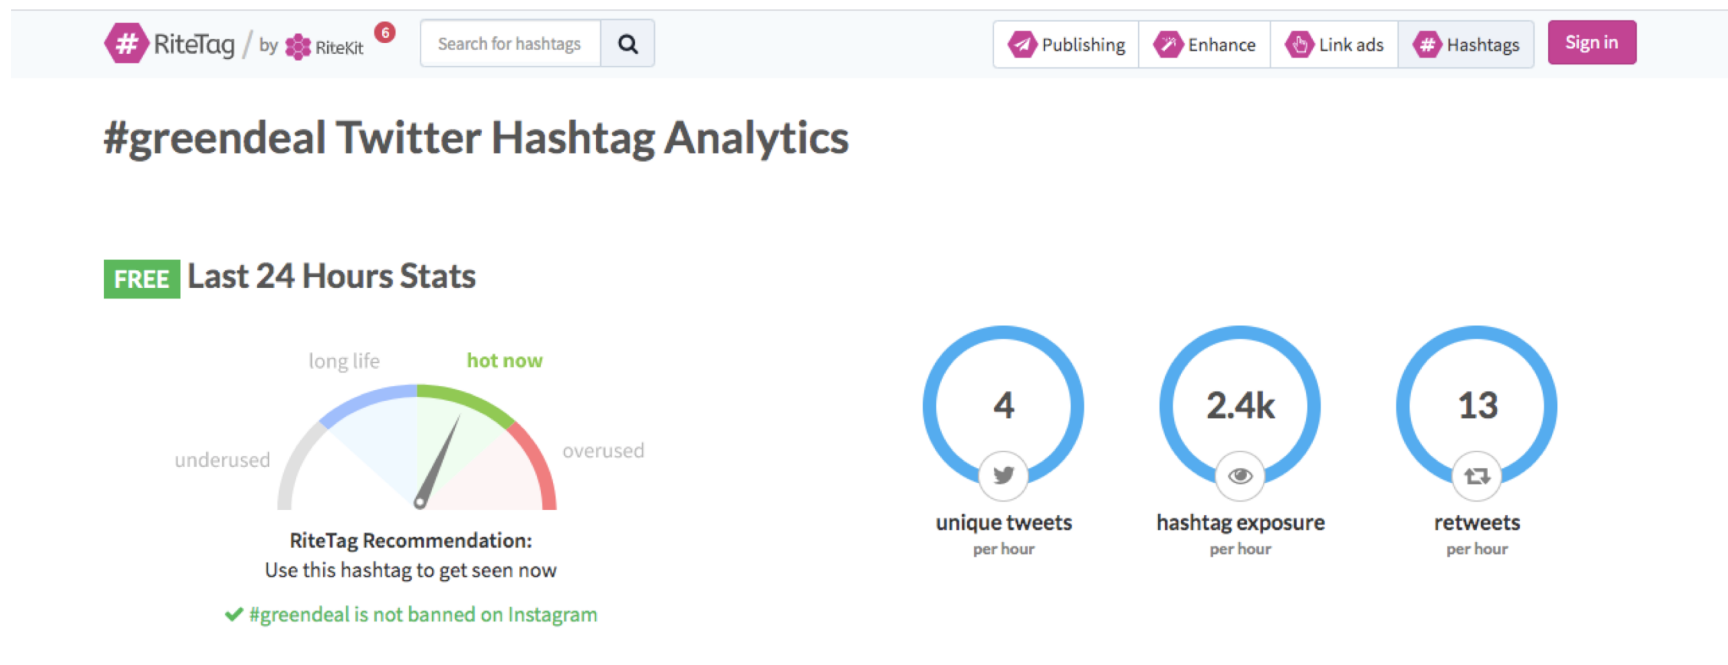 RiteTag / by RiteKit 6
Search for hashtags
Publishing Enhance Link ads Hashtags Sign in
#greendeal Twitter Hashtag Analytics
FREE Last 24 Hours Stats
long life hot now
underused overused
RiteTag Recommendation:
Use this hashtag to get seen now
#greendeal is not banned on Instagram
4 2.4k 13
unique tweets hashtag exposure retweets
per hour per hour per hour